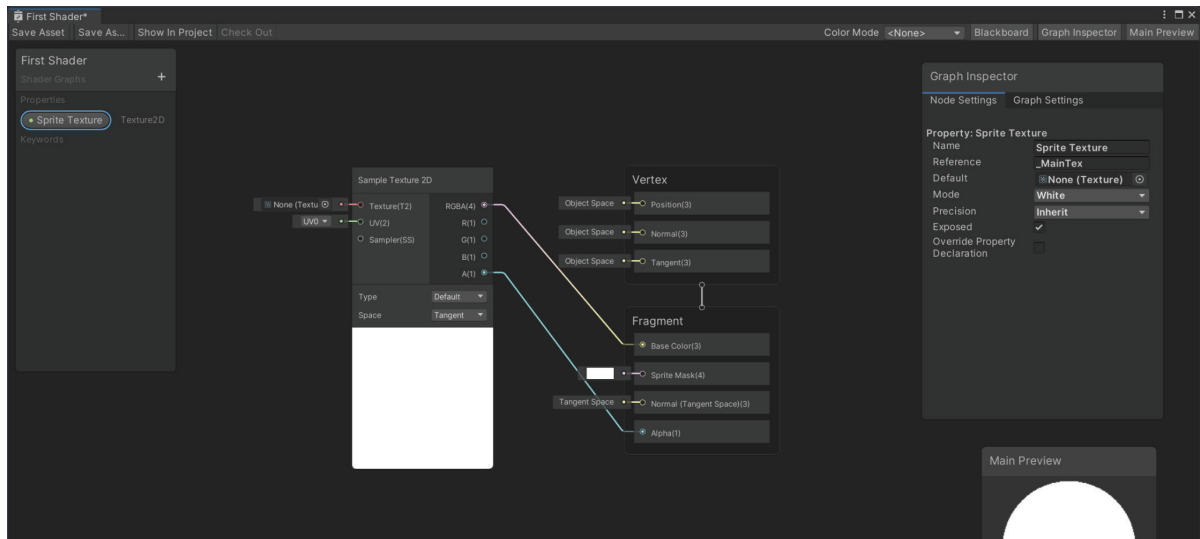 First Shader*
Save Asset Save As... Show In Project Check Out Color Mode <None> Blackboard Graph Inspector Main Preview
First Shader
Shader Graphs
+
Properties
Sprite Texture Texture2D
Keywords
Sample Texture 2D
None (Textu
Texture(T2) RGBA(4)
UV0
UV(2) R(1)
Sampler(SS) G(1)
B(1)
A(1)
Type Default
Space Tangent
Vertex
Object Space Position(3)
Object Space Normal(3)
Object Space Tangent(3)
Fragment
Base Color(3)
Sprite Mask(4)
Tangent Space Normal (Tangent Space)(3)
Alpha(1)
Graph Inspector
Node Settings Graph Settings
Property: Sprite Texture
Name Sprite Texture
Reference _MainTex
Default None (Texture)
Mode White
Precision Inherit
Exposed
Override Property
Declaration
Main Preview